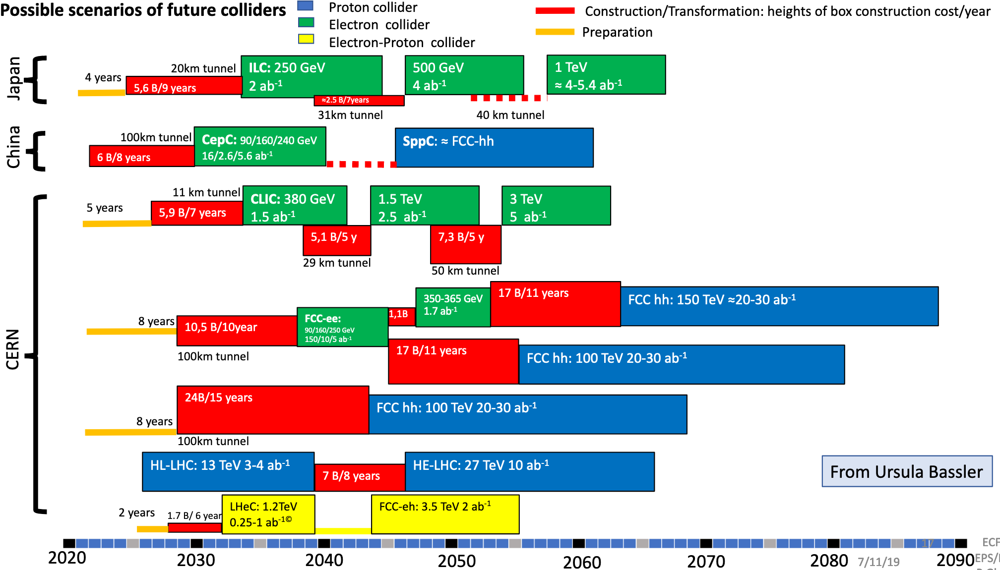 Possible scenarios of future colliders
Proton collider
Electron collider
Electron-Proton collider
Construction/Transformation: heights of box construction cost/year
Preparation
Japan
4 years
20km tunnel
5,6 B/9 years
ILC: 250 GeV
2 ab-1
≈2.5 B/7years
31km tunnel
500 GeV
4 ab-1
40 km tunnel
1 TeV
≈ 4-5.4 ab-1
China
100km tunnel
6 B/8 years
CepC: 90/160/240 GeV
16/2.6/5.6 ab-1
SppC: ≈ FCC-hh
CERN
5 years
11 km tunnel
5,9 B/7 years
CLIC: 380 GeV
1.5 ab-1
5,1 B/5 y
29 km tunnel
1.5 TeV
2.5 ab-1
7,3 B/5 y
50 km tunnel
3 TeV
5 ab-1
8 years
10,5 B/10year
100km tunnel
FCC-ee:
90/160/250 GeV
150/10/5 ab-1
1,1B
350-365 GeV
1.7 ab-1
17 B/11 years
FCC hh: 150 TeV ≈20-30 ab-1
17 B/11 years
FCC hh: 100 TeV 20-30 ab-1
8 years
24B/15 years
100km tunnel
FCC hh: 100 TeV 20-30 ab-1
HL-LHC: 13 TeV 3-4 ab-1
7 B/8 years
HE-LHC: 27 TeV 10 ab-1
From Ursula Bassler
2 years
1.7 B/ 6 year
LHeC: 1.2TeV
0.25-1 ab-1©
FCC-eh: 3.5 TeV 2 ab-1
17
2020 2030 2040 2050 2060 2070 2080 2090
7/11/19
ECF
EPS/